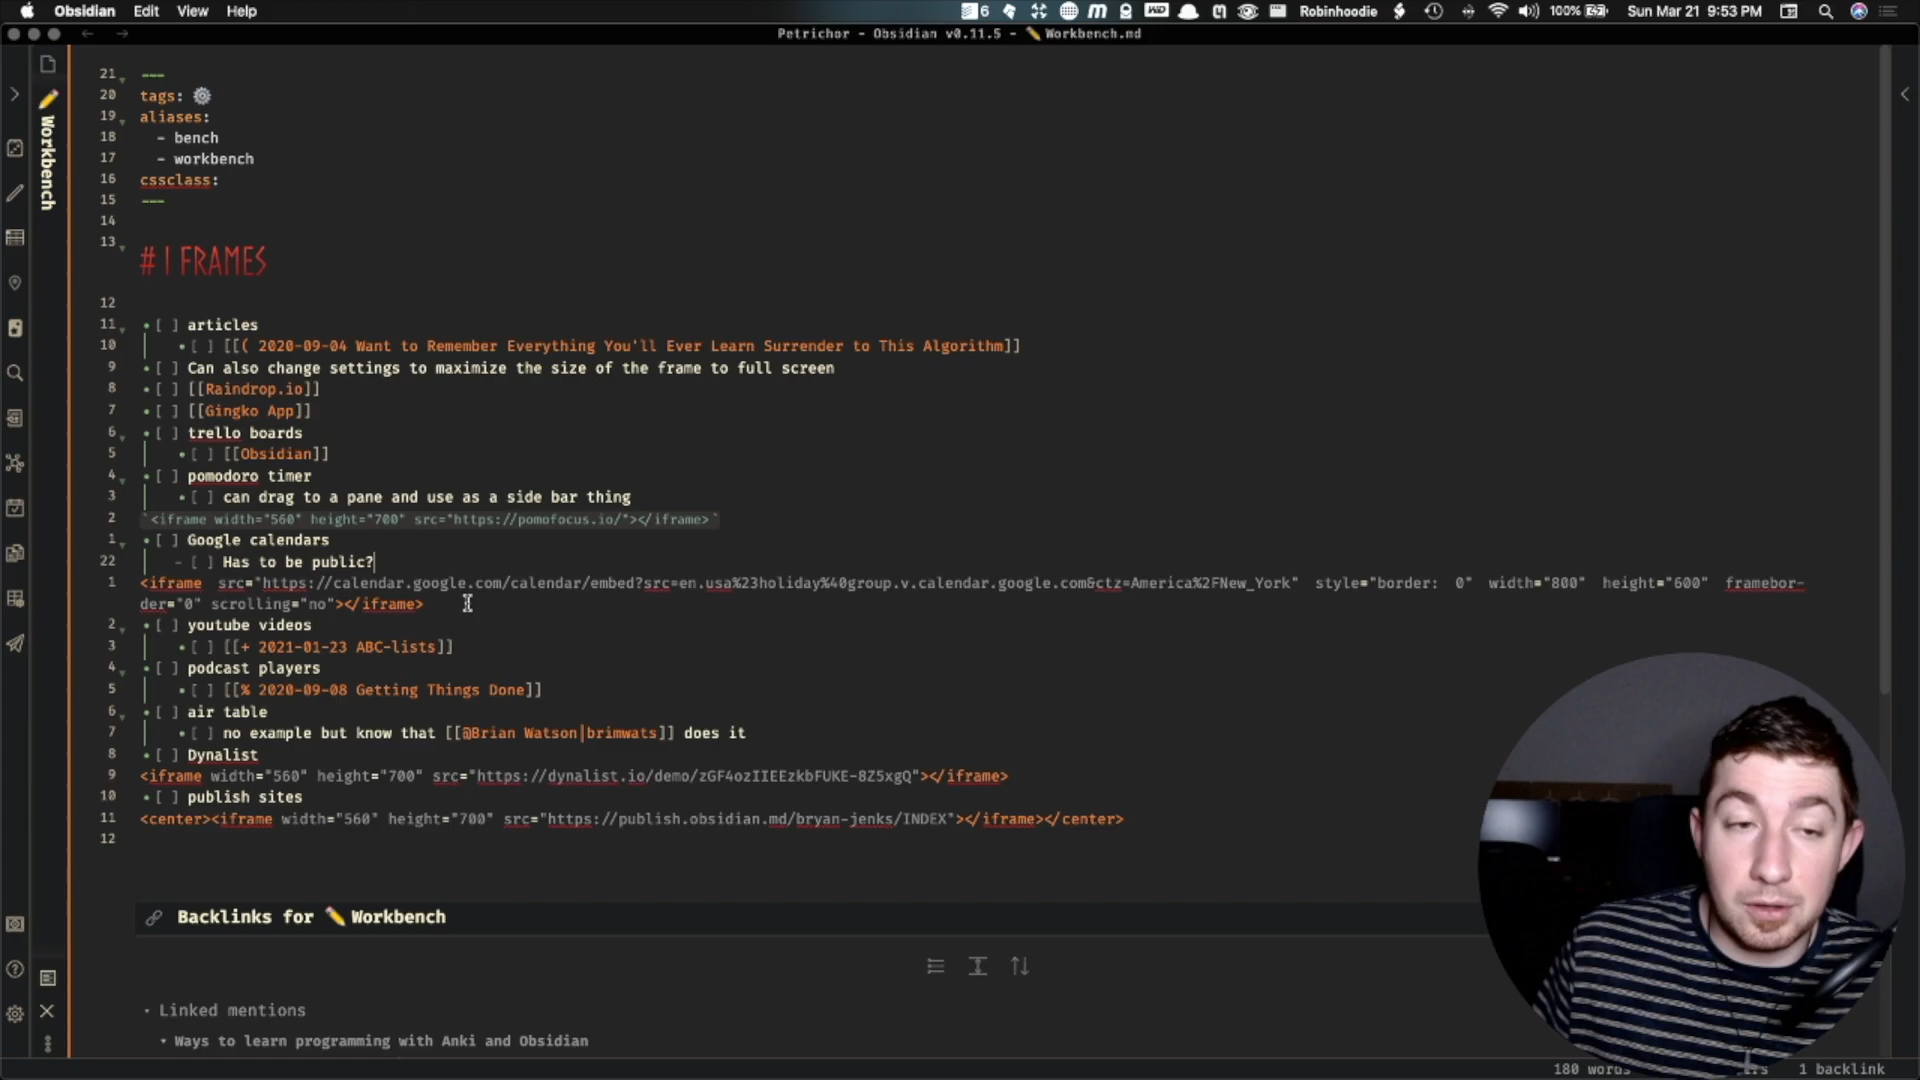 Obsidian Edit View Help 6 Robinhoodie 100% Sun Mar 21 9:53 PM
Petrichor - Obsidian v0.11.5 - ✏️Workbench.md
✏️ Workbench
21 ---
20 tags: ⚙️
19 aliases:
18 - bench
17 - workbench
16 cssclass:
15 ---
14
13 # I FRAMES
12
11 • [ ] articles
10 • [ ] [[( 2020-09-04 Want to Remember Everything You'll Ever Learn Surrender to This Algorithm]]
9 • [ ] Can also change settings to maximize the size of the frame to full screen
8 • [ ] [[Raindrop.io]]
7 • [ ] [[Gingko App]]
6 • [ ] trello boards
5 • [ ] [[Obsidian]]
4 • [ ] pomodoro timer
3 • [ ] can drag to a pane and use as a side bar thing
2 `<iframe width="560" height="700" src="https://pomofocus.io/"></iframe>`
1 • [ ] Google calendars
22 - [ ] Has to be public?
1 <iframe src="https://calendar.google.com/calendar/embed?src=en.usa%23holiday%40group.v.calendar.google.com&ctz=America%2FNew_York" style="border: 0" width="800" height="600" framebor-
der="0" scrolling="no"></iframe>
2 • [ ] youtube videos
3 • [ ] [[+ 2021-01-23 ABC-lists]]
4 • [ ] podcast players
5 • [ ] [[% 2020-09-08 Getting Things Done]]
6 • [ ] air table
7 • [ ] no example but know that [[@Brian Watson|brimwats]] does it
8 • [ ] Dynalist
9 <iframe width="560" height="700" src="https://dynalist.io/demo/zGF4ozIIEEzkbFUKE-8Z5xgQ"></iframe>
10 • [ ] publish sites
11 <center><iframe width="560" height="700" src="https://publish.obsidian.md/bryan-jenks/INDEX"></iframe></center>
12
Backlinks for ✏️ Workbench
• Linked mentions
• Ways to learn programming with Anki and Obsidian
180 words 1 backlink